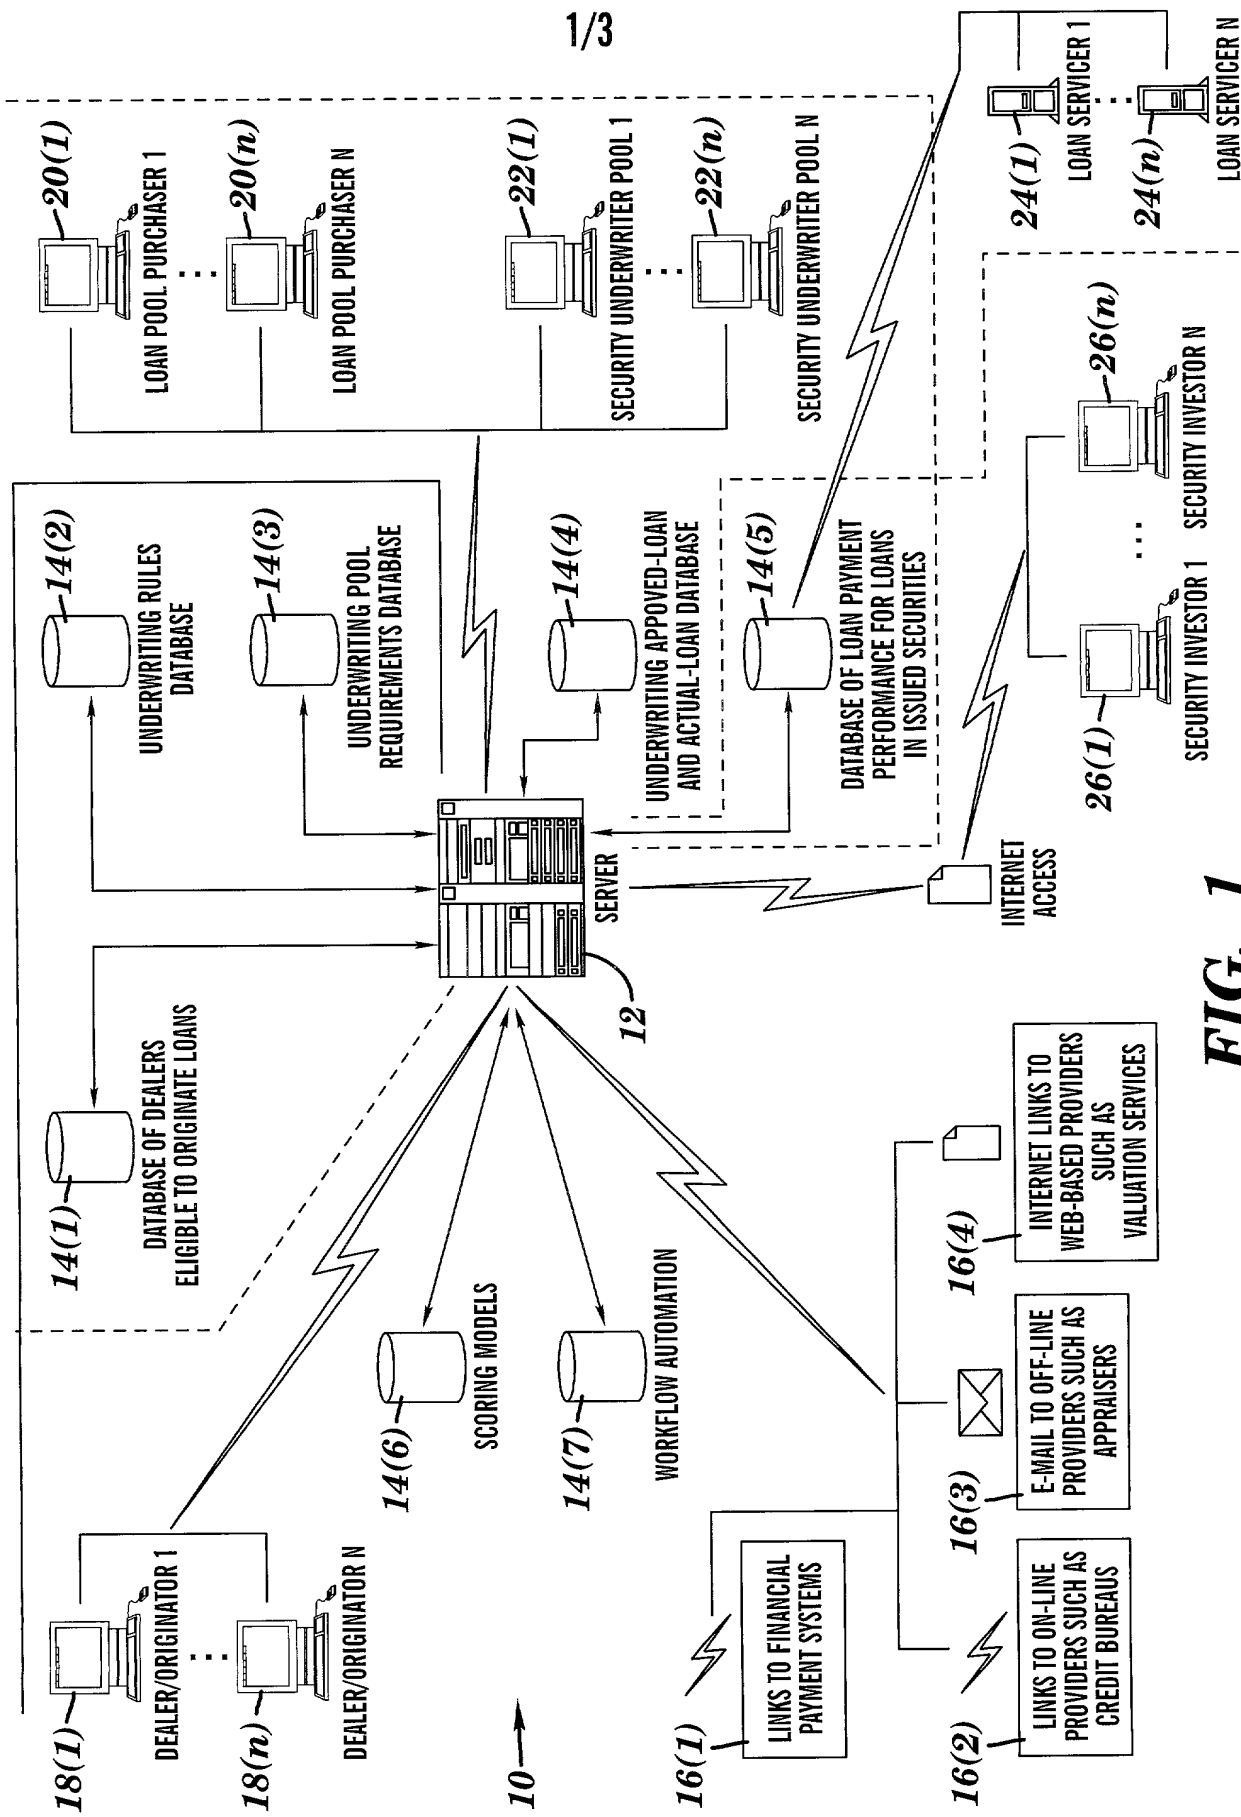 1/3
18(1)
DEALER/ORIGINATOR 1
18(n)
DEALER/ORIGINATOR N
14(1)
DATABASE OF DEALERS
ELIGIBLE TO ORIGINATE LOANS
14(2)
UNDERWRITING RULES
DATABASE
14(3)
UNDERWRITING POOL
REQUIREMENTS DATABASE
14(4)
UNDERWRITING APPOVED-LOAN
AND ACTUAL-LOAN DATABASE
14(5)
DATABASE OF LOAN PAYMENT
PERFORMANCE FOR LOANS
IN ISSUED SECURITIES
20(1)
LOAN POOL PURCHASER 1
20(n)
LOAN POOL PURCHASER N
22(1)
SECURITY UNDERWRITER POOL 1
22(n)
SECURITY UNDERWRITER POOL N
14(6)
SCORING MODELS
14(7)
WORKFLOW AUTOMATION
SERVER
12
10
16(1)
LINKS TO FINANCIAL
PAYMENT SYSTEMS
16(2)
LINKS TO ON-LINE
PROVIDERS SUCH AS
CREDIT BUREAUS
16(3)
E-MAIL TO OFF-LINE
PROVIDERS SUCH AS
APPRAISERS
16(4)
INTERNET LINKS TO
WEB-BASED PROVIDERS
SUCH AS
VALUATION SERVICES
INTERNET
ACCESS
26(1)
SECURITY INVESTOR 1
26(n)
SECURITY INVESTOR N
24(1)
LOAN SERVICER 1
24(n)
LOAN SERVICER N
FIG. 1